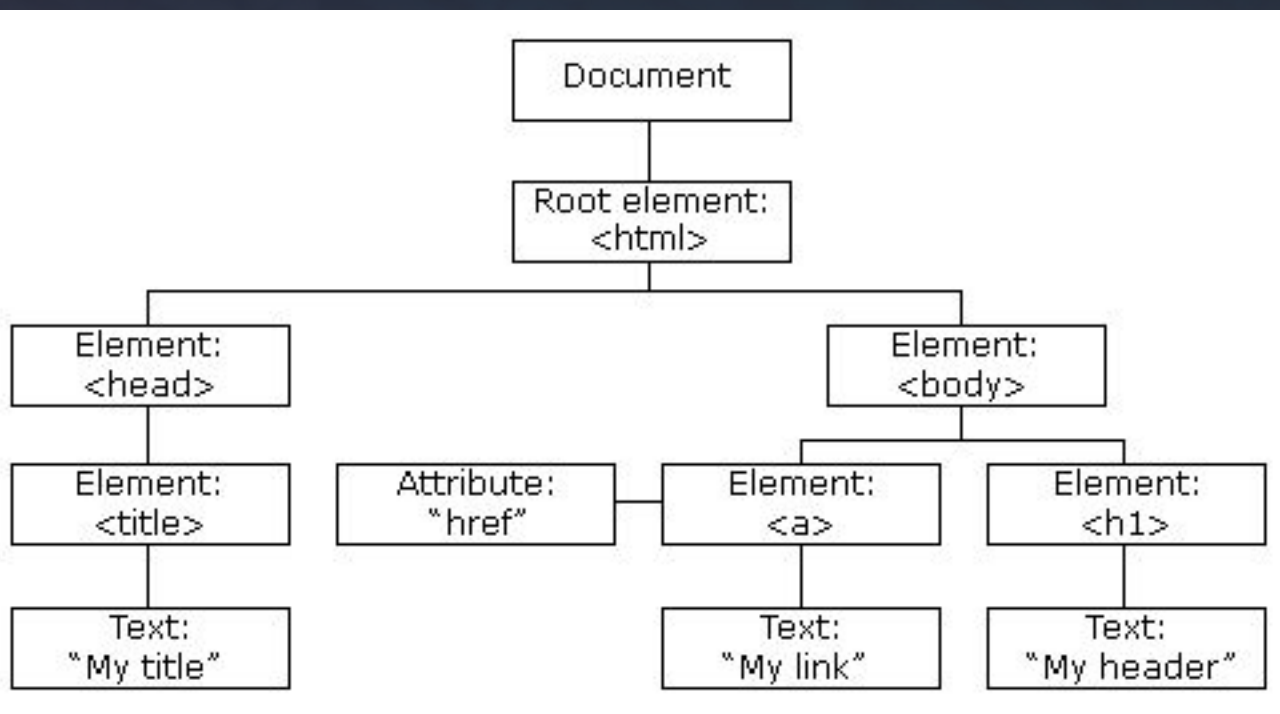 Document
Root element:
<html>
Element:
<head>
Element:
<body>
Element:
<title>
Attribute:
“href”
Element:
<a>
Element:
<h1>
Text:
“My title”
Text:
“My link”
Text:
“My header”